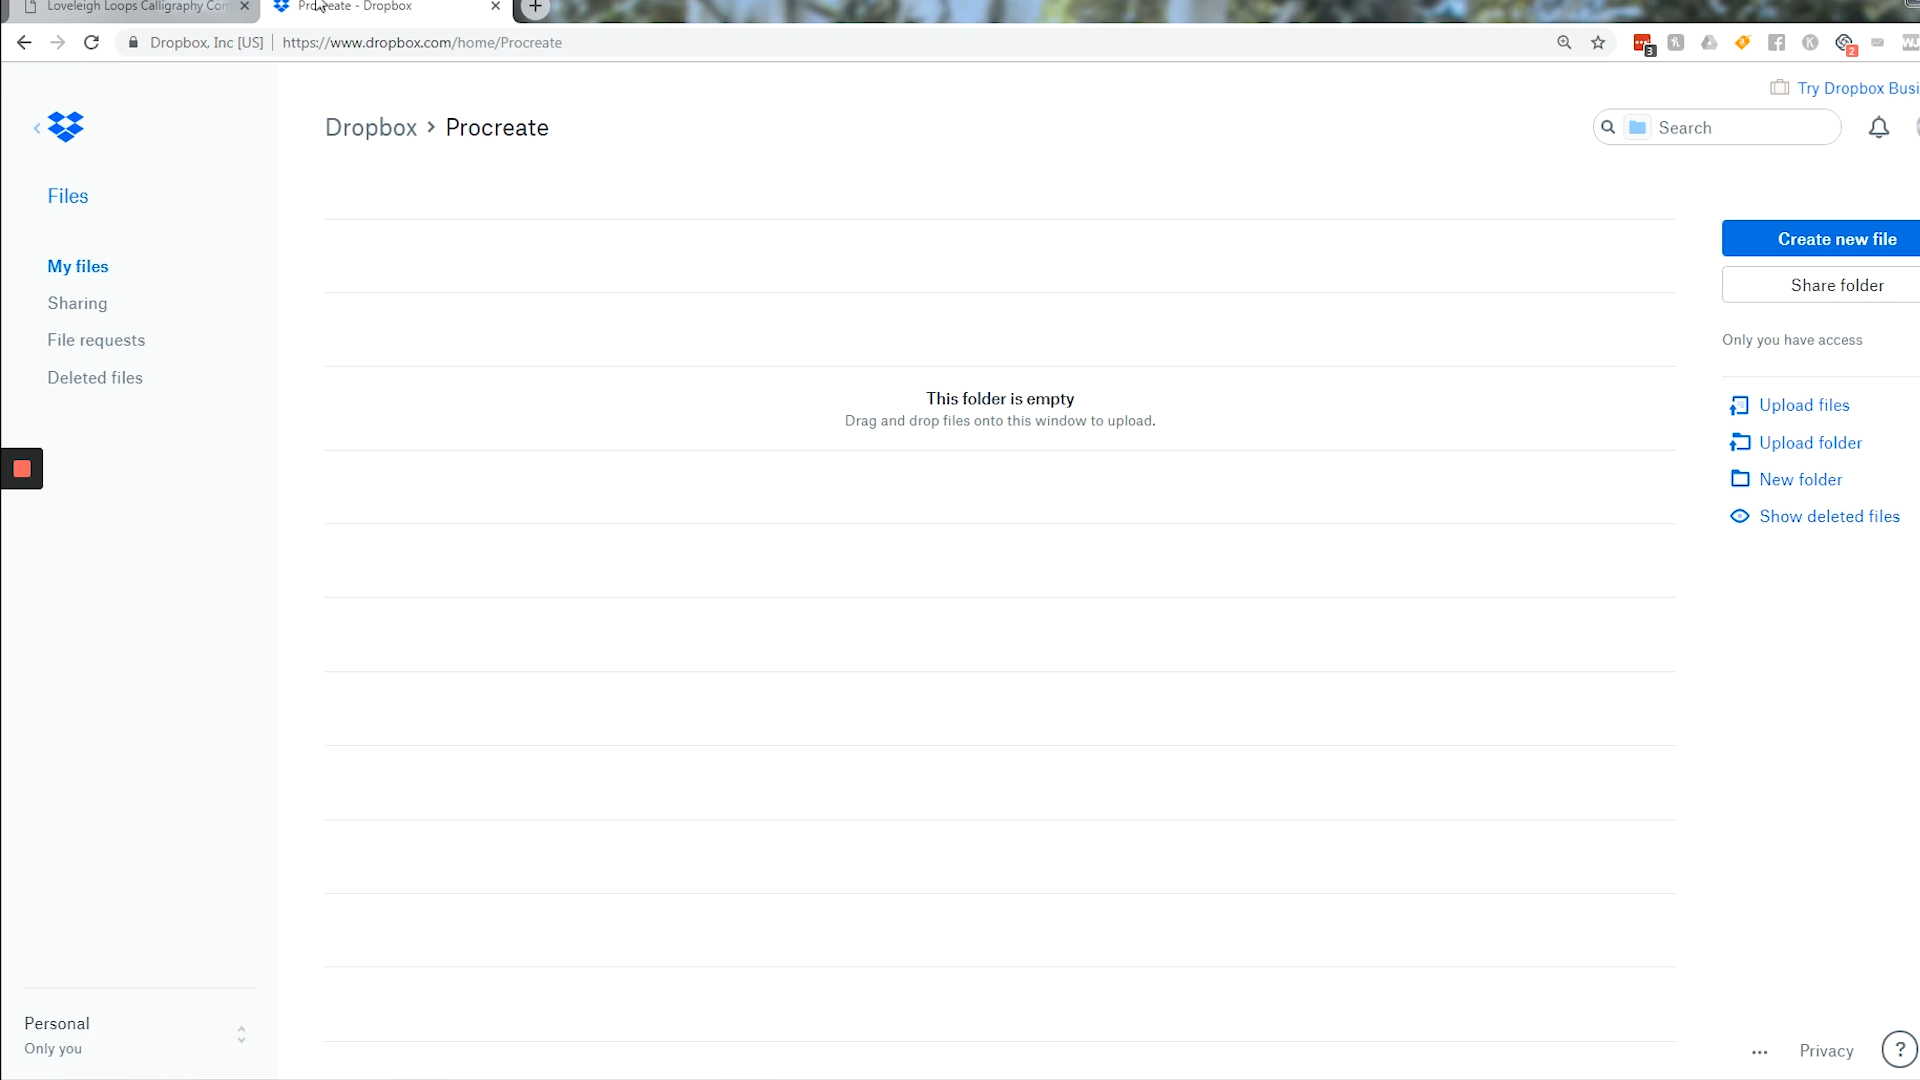 Loveleigh Loops Calligraphy Com
Procreate - Dropbox
Dropbox, Inc [US] https://www.dropbox.com/home/Procreate
3
2
Try Dropbox Busi
Dropbox > Procreate
Search
Files
My files
Sharing
File requests
Deleted files
Create new file
Share folder
Only you have access
This folder is empty
Drag and drop files onto this window to upload.
Upload files
Upload folder
New folder
Show deleted files
Personal
Only you
... Privacy ?